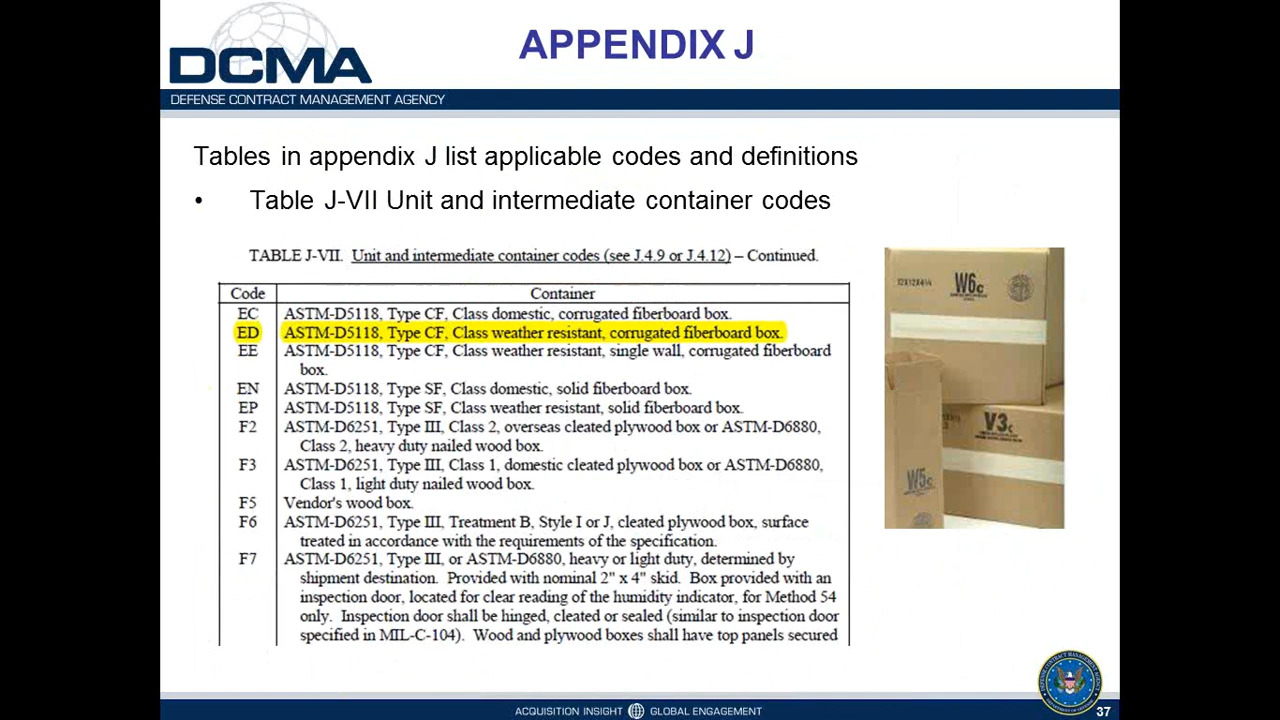 DCMA
DEFENSE CONTRACT MANAGEMENT AGENCY
APPENDIX J
Tables in appendix J list applicable codes and definitions
• Table J-VII Unit and intermediate container codes
TABLE J-VII. Unit and intermediate container codes (see J.4.9 or J.4.12) – Continued.
Code Container
EC ASTM-D5118, Type CF, Class domestic, corrugated fiberboard box.
ED ASTM-D5118, Type CF, Class weather resistant, corrugated fiberboard box.
EE ASTM-D5118, Type CF, Class weather resistant, single wall, corrugated fiberboard
box.
EN ASTM-D5118, Type SF, Class domestic, solid fiberboard box.
EP ASTM-D5118, Type SF, Class weather resistant, solid fiberboard box.
F2 ASTM-D6251, Type III, Class 2, overseas cleated plywood box or ASTM-D6880,
Class 2, heavy duty nailed wood box.
F3 ASTM-D6251, Type III, Class 1, domestic cleated plywood box or ASTM-D6880,
Class 1, light duty nailed wood box.
F5 Vendor's wood box.
F6 ASTM-D6251, Type III, Treatment B, Style I or J, cleated plywood box, surface
treated in accordance with the requirements of the specification.
F7 ASTM-D6251, Type III, or ASTM-D6880, heavy or light duty, determined by
shipment destination. Provided with nominal 2" x 4" skid. Box provided with an
inspection door, located for clear reading of the humidity indicator, for Method 54
only. Inspection door shall be hinged, cleated or sealed (similar to inspection door
specified in MIL-C-104). Wood and plywood boxes shall have top panels secured
W6c
V3c
W5c
ACQUISITION INSIGHT GLOBAL ENGAGEMENT
37